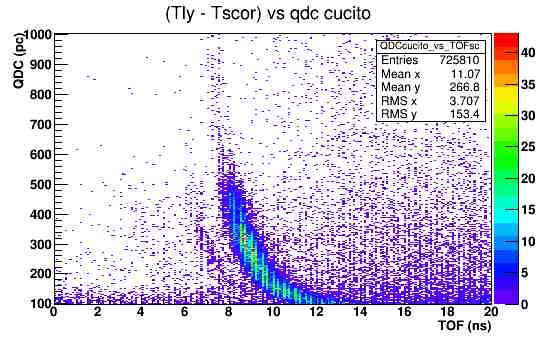 (Tly - Tscor) vs qdc cucito
QDC (pc)
1000
900
800
700
600
500
400
300
200
100
QDCcucito_vs_TOFsc
Entries 725810
Mean x 11.07
Mean y 266.8
RMS x 3.707
RMS y 153.4
40
35
30
25
20
15
10
5
0
0 2 4 6 8 10 12 14 16 18 20
TOF (ns)